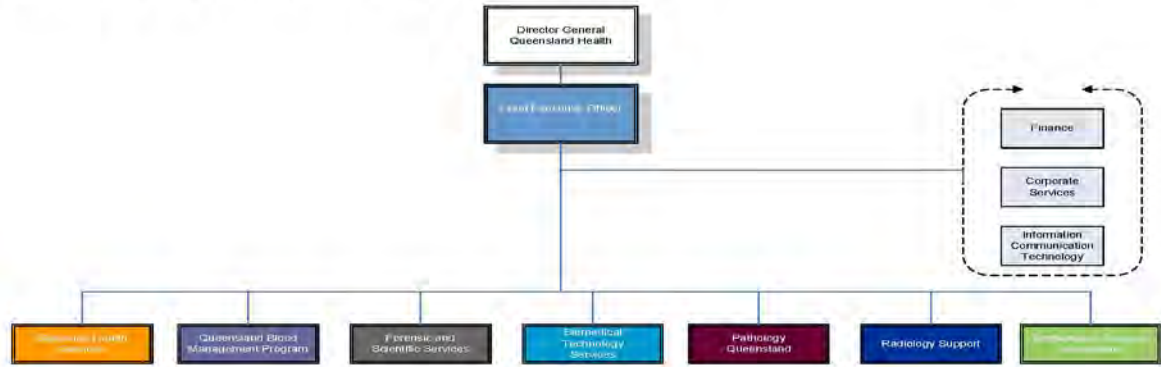 Director General
Queensland Health
Officer
Finance
Corporate
Services
Information
Communication
Technology
Queensland Blood
Management Program
Forensic and
Scientific Services
Biomedical
Technology
Services
Pathology
Queensland
Radiology Support